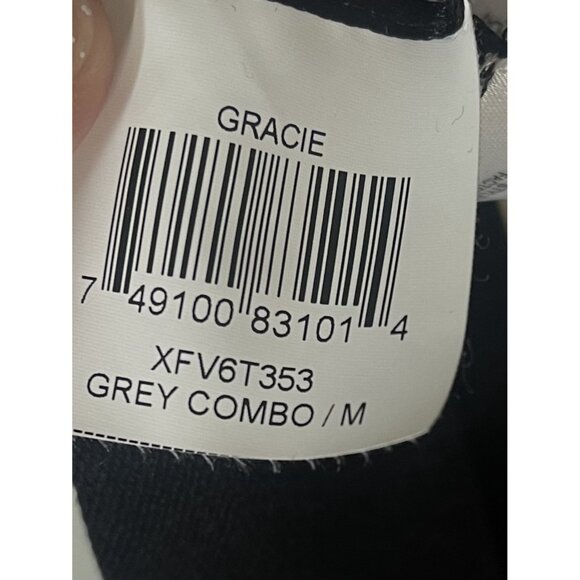 GRACIE
7 49100 83101 4
XFV6T353
GREY COMBO / M